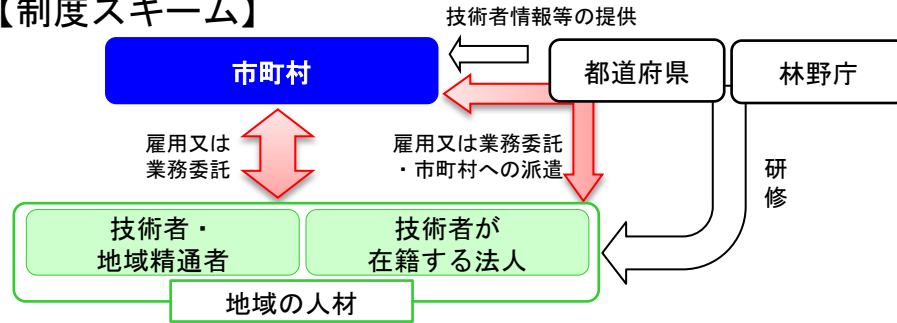 【制度スキーム】
技術者情報等の提供
市町村
都道府県
林野庁
雇用又は
業務委託
雇用又は業務委託
・市町村への派遣
研
修
技術者・
地域精通者
技術者が
在籍する法人
地域の人材